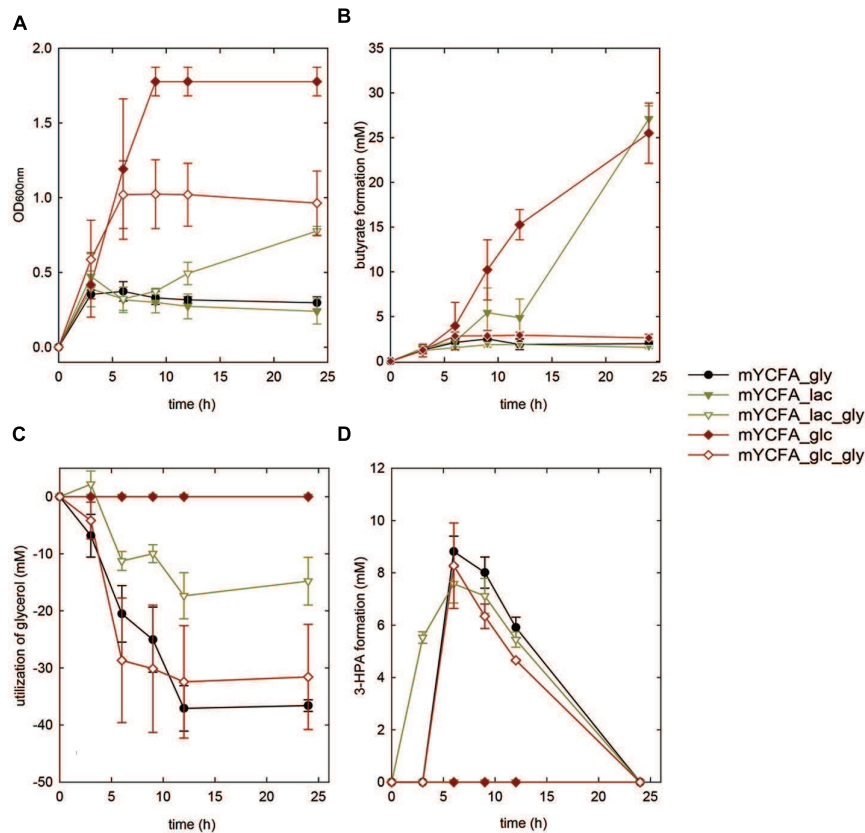 A
B
2.0
1.5
1.0
0.5
0.0
OD600nm
0 5 10 15 20 25
time (h)
35
30
25
20
15
10
5
0
butyrate formation (mM)
0 5 10 15 20 25
time (h)
mYCFA_gly
mYCFA_lac
mYCFA_lac_gly
mYCFA_glc
mYCFA_glc_gly
C
D
0
-10
-20
-30
-40
-50
utilization of glycerol (mM)
0 5 10 15 20 25
time (h)
12
10
8
6
4
2
0
3-HPA formation (mM)
0 5 10 15 20 25
time (h)